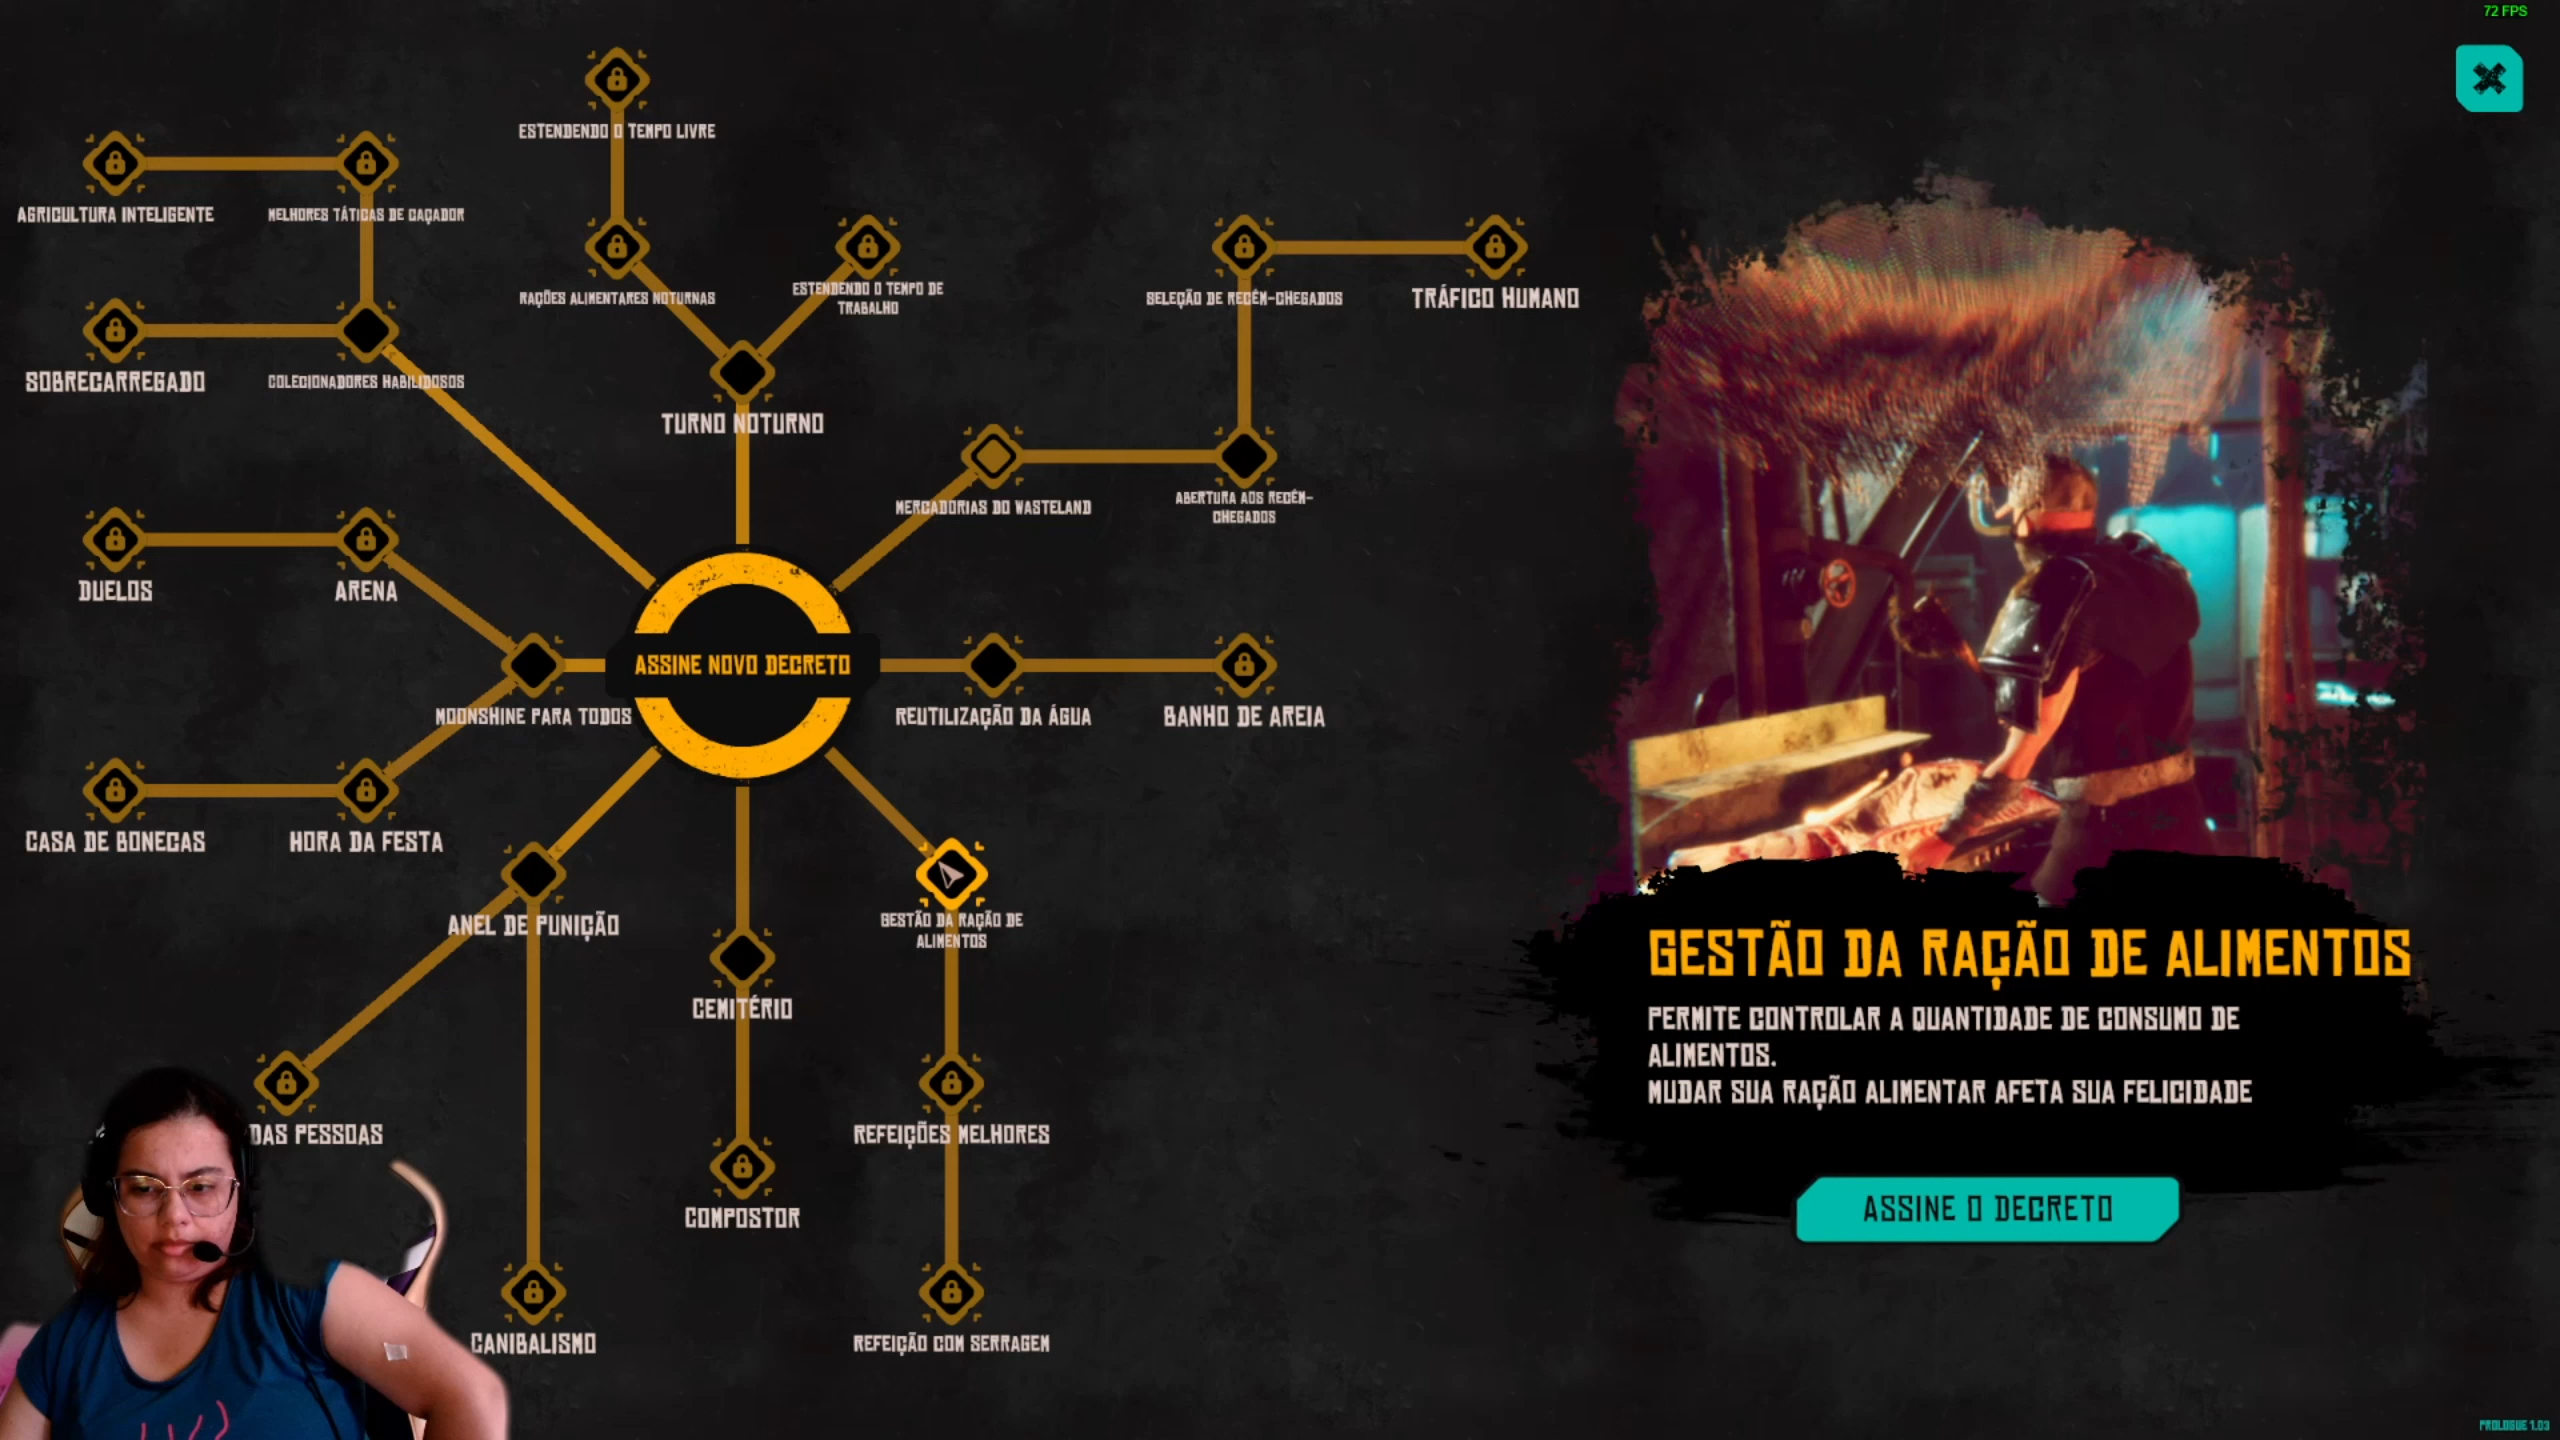 72 FPS
ESTENDENDO O TEMPO LIVRE
AGRICULTURA INTELIGENTE
MELHORES TÁTICAS DE CAÇADOR
RAÇÕES ALIMENTARES NOTURNAS
ESTENDENDO O TEMPO DE
TRABALHO
SELEÇÃO DE RECÉM-CHEGADOS
TRÁFICO HUMANO
SOBRECARREGADO
COLECIONADORES HABILIDOSOS
TURNO NOTURNO
MERCADORIAS DO WASTELAND
ABERTURA AOS RECÉM-
CHEGADOS
DUELOS
ARENA
ASSINE NOVO DECRETO
MOONSHINE PARA TODOS
REUTILIZAÇÃO DA ÁGUA
BANHO DE AREIA
CASA DE BONECAS
HORA DA FESTA
ANEL DE PUNIÇÃO
GESTÃO DA RAÇÃO DE
ALIMENTOS
CEMITÉRIO
DAS PESSOAS
REFEIÇÕES MELHORES
COMPOSTOR
CANIBALISMO
REFEIÇÃO COM SERRAGEM
GESTÃO DA RAÇÃO DE ALIMENTOS
PERMITE CONTROLAR A QUANTIDADE DE CONSUMO DE
ALIMENTOS.
MUDAR SUA RAÇÃO ALIMENTAR AFETA SUA FELICIDADE
ASSINE O DECRETO
PROLOGUE 1.03